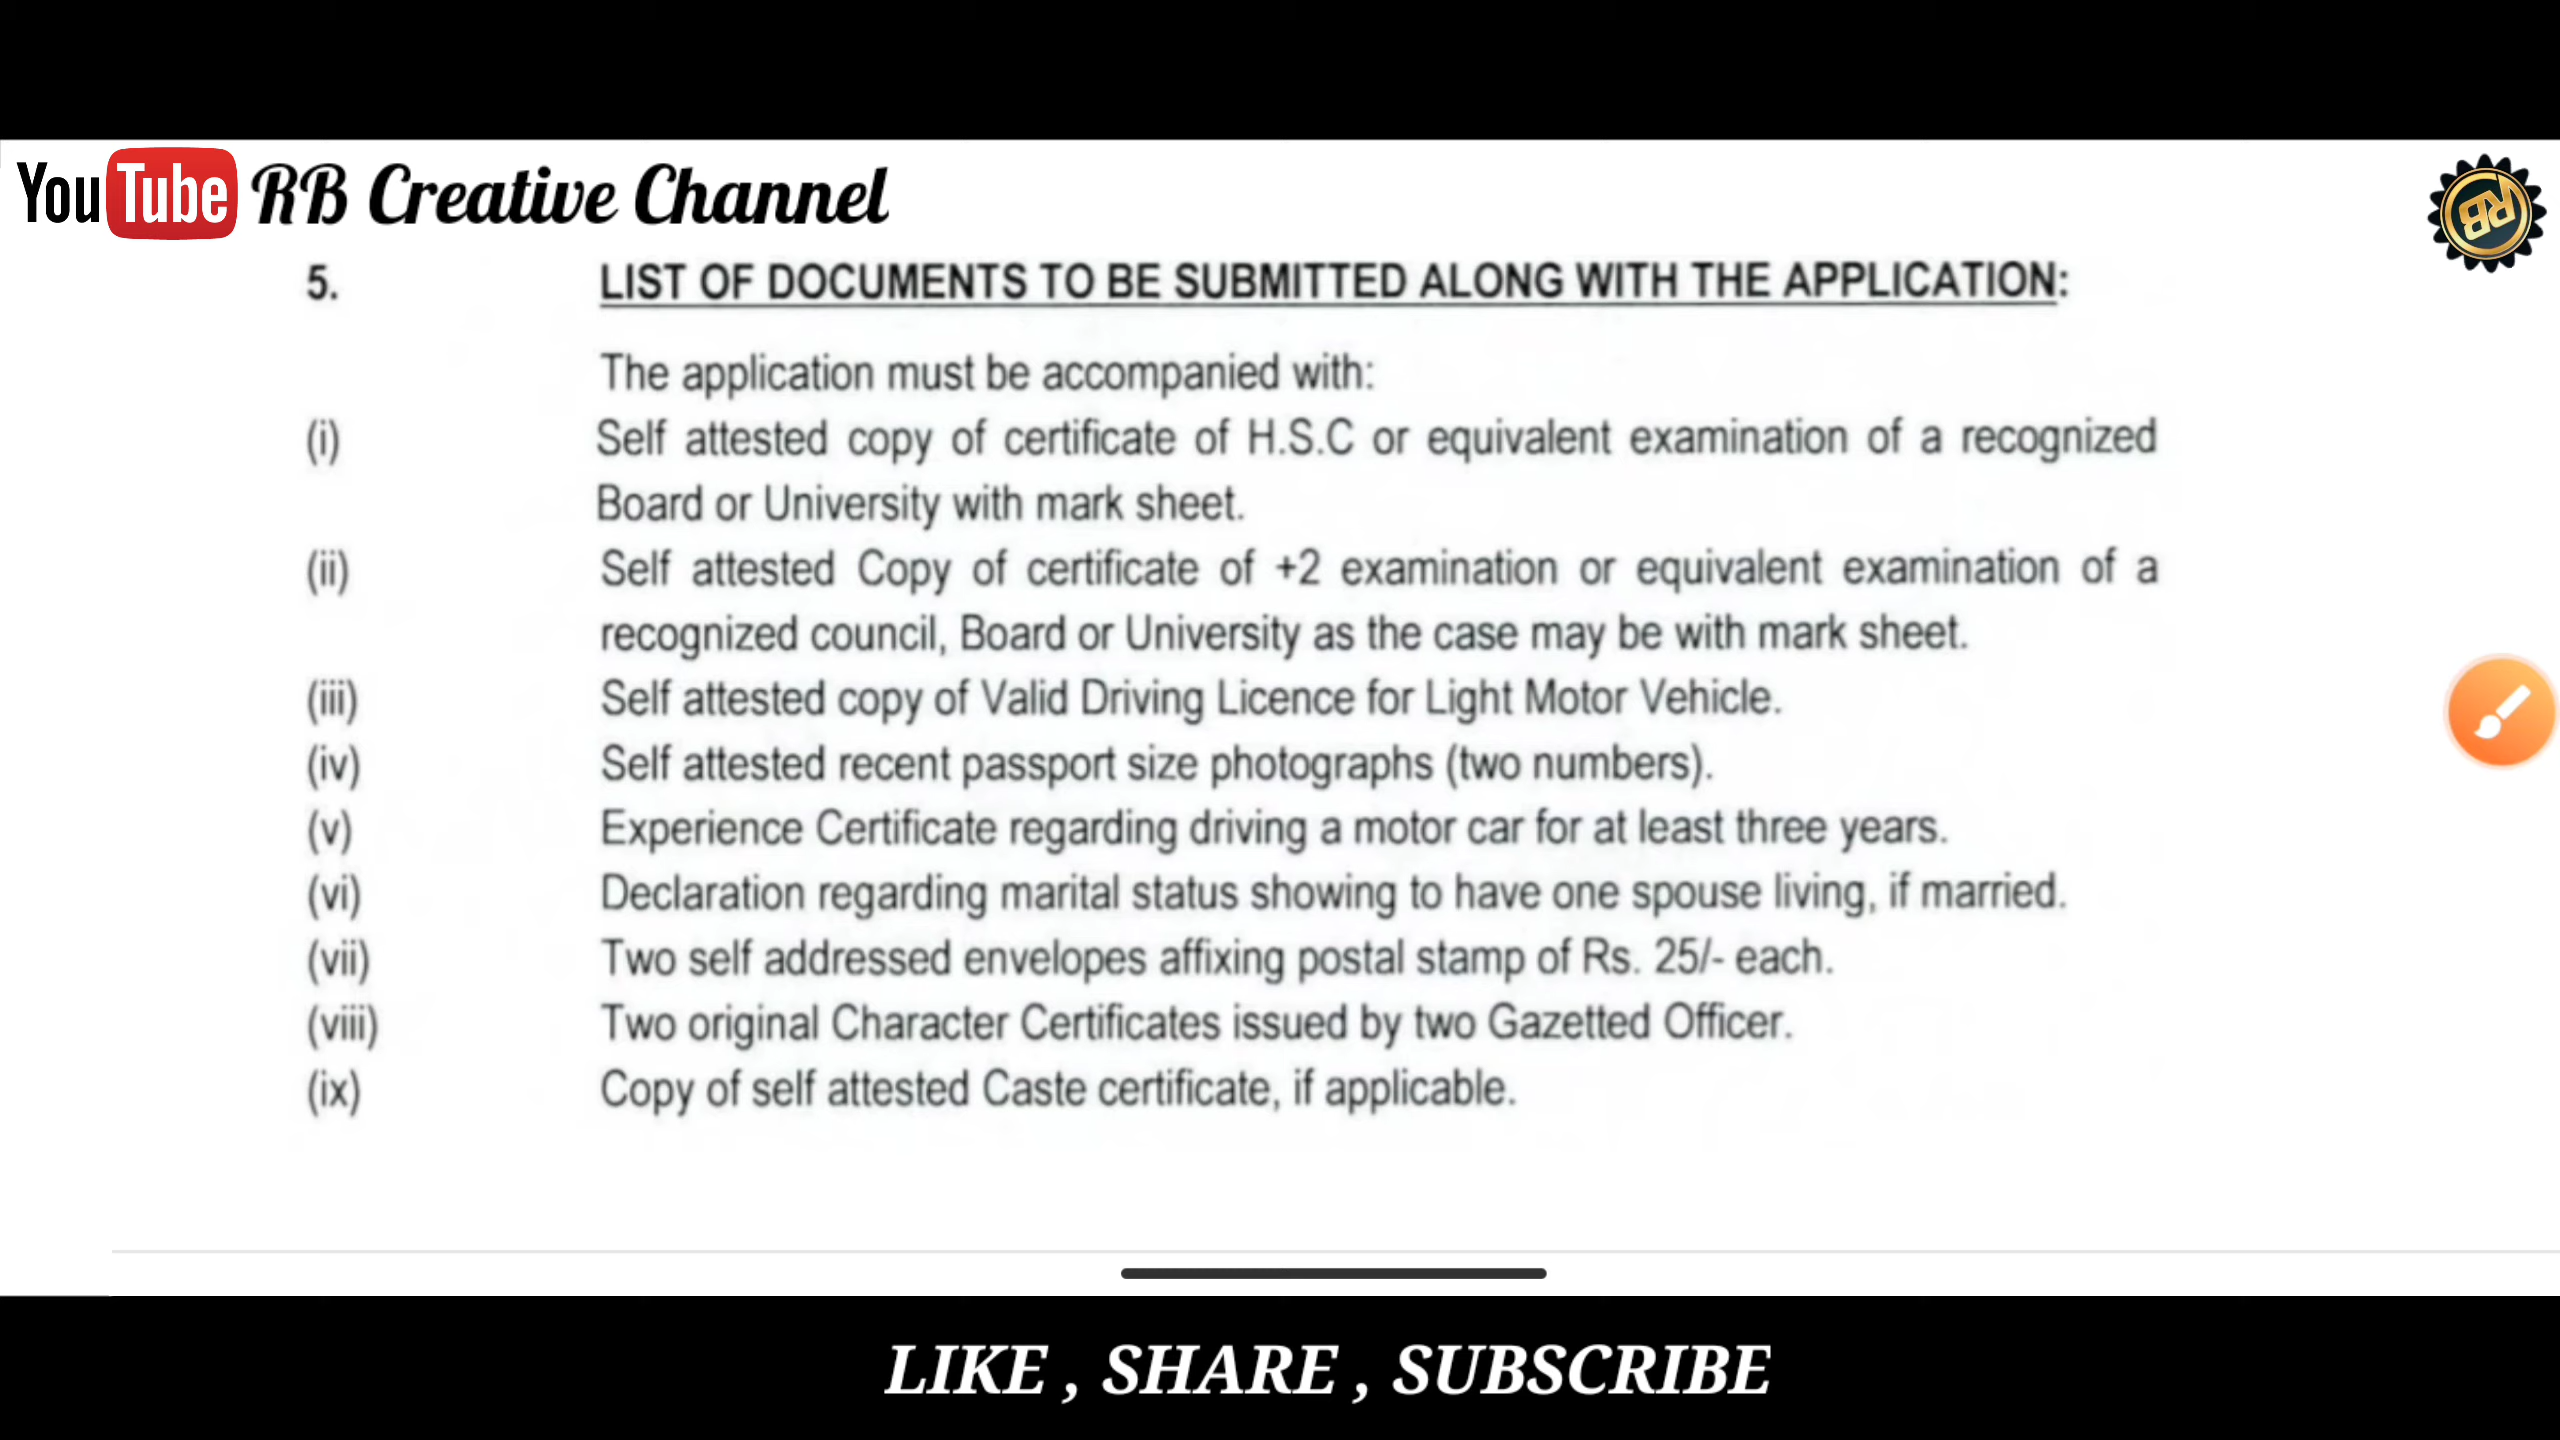 YouTube RB Creative Channel
RB
5. LIST OF DOCUMENTS TO BE SUBMITTED ALONG WITH THE APPLICATION:
The application must be accompanied with:
(i) Self attested copy of certificate of H.S.C or equivalent examination of a recognized
Board or University with mark sheet.
(ii) Self attested Copy of certificate of +2 examination or equivalent examination of a
recognized council, Board or University as the case may be with mark sheet.
(iii) Self attested copy of Valid Driving Licence for Light Motor Vehicle.
(iv) Self attested recent passport size photographs (two numbers).
(v) Experience Certificate regarding driving a motor car for at least three years.
(vi) Declaration regarding marital status showing to have one spouse living, if married.
(vii) Two self addressed envelopes affixing postal stamp of Rs. 25/- each.
(viii) Two original Character Certificates issued by two Gazetted Officer.
(ix) Copy of self attested Caste certificate, if applicable.
LIKE , SHARE , SUBSCRIBE